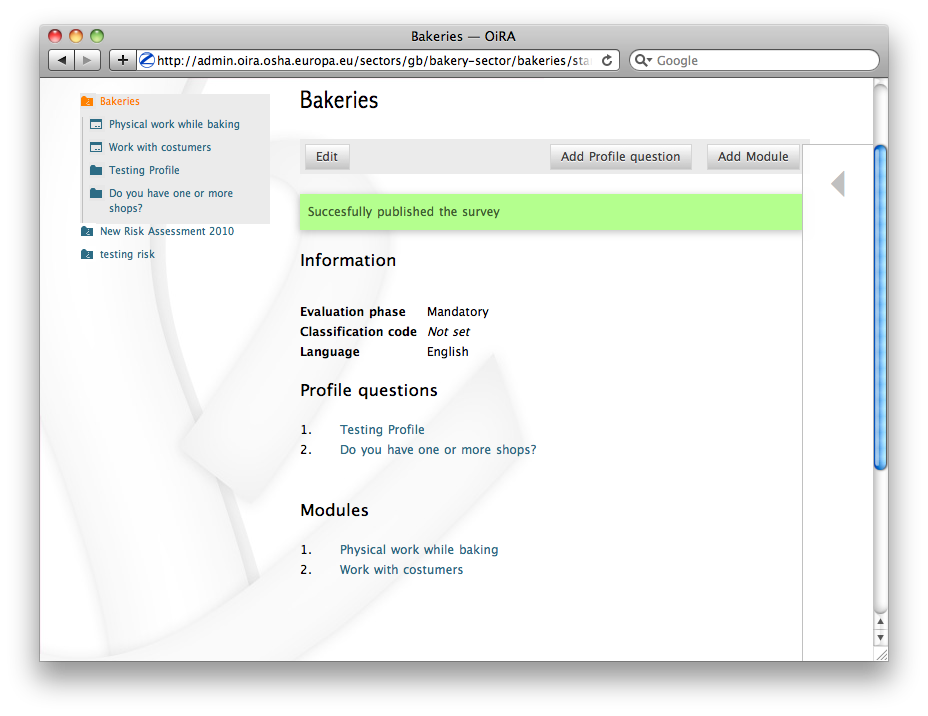 Bakeries — OiRA
http://admin.oira.osha.europa.eu/sectors/gb/bakery-sector/bakeries/sta
Google
Bakeries
Physical work while baking
Work with costumers
Testing Profile
Do you have one or more
shops?
New Risk Assessment 2010
testing risk
Bakeries
Edit
Add Profile question
Add Module
Succesfully published the survey
Information
Evaluation phase Mandatory
Classification code Not set
Language English
Profile questions
1. Testing Profile
2. Do you have one or more shops?
Modules
1. Physical work while baking
2. Work with costumers